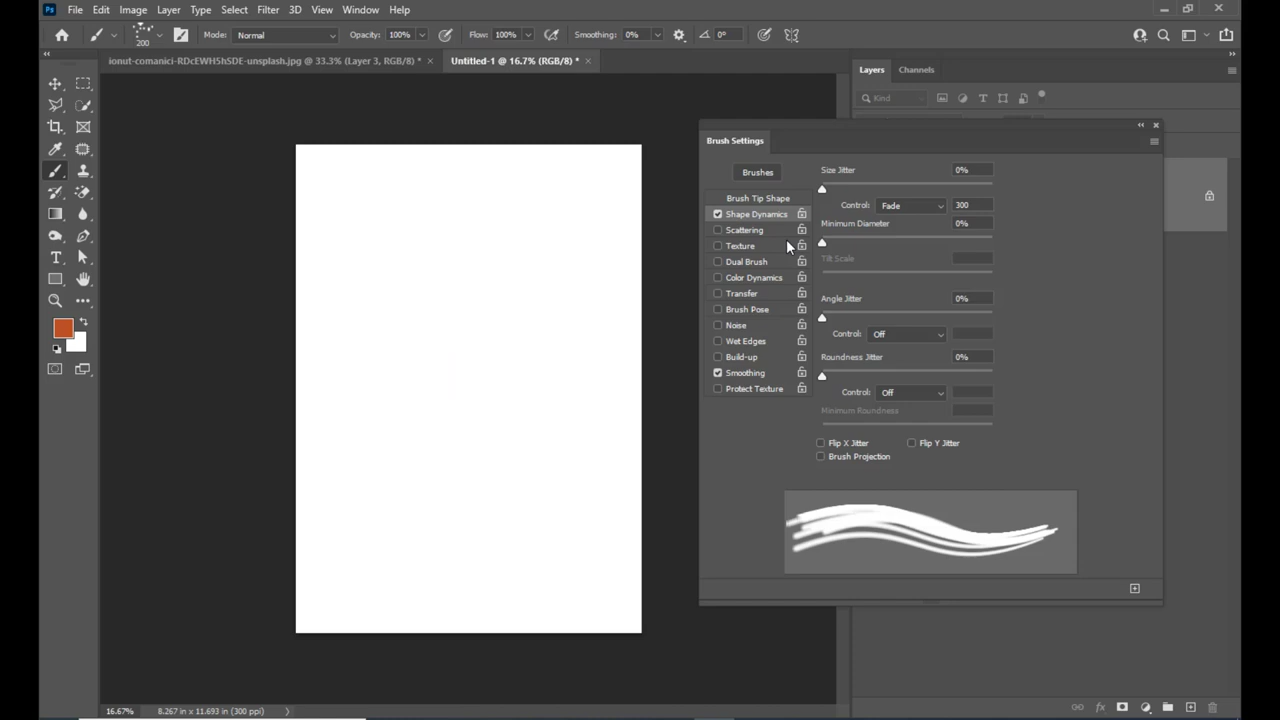 Ps File Edit Image Layer Type Select Filter 3D View Window Help
200 Mode: Normal Opacity: 100% Flow: 100% Smoothing: 0% 0°
ionut-comanici-RDcEWH5hSDE-unsplash.jpg @ 33.3% (Layer 3, RGB/8) * × Untitled-1 @ 16.7% (RGB/8) * ×
Layers Channels
Kind
Brush Settings
Brushes
Brush Tip Shape
Shape Dynamics
Scattering
Texture
Dual Brush
Color Dynamics
Transfer
Brush Pose
Noise
Wet Edges
Build-up
Smoothing
Protect Texture
Size Jitter 0%
Control: Fade 300
Minimum Diameter 0%
Tilt Scale
Angle Jitter 0%
Control: Off
Roundness Jitter 0%
Control: Off
Minimum Roundness
Flip X Jitter Flip Y Jitter
Brush Projection
16.67% 8.267 in x 11.693 in (300 ppi)